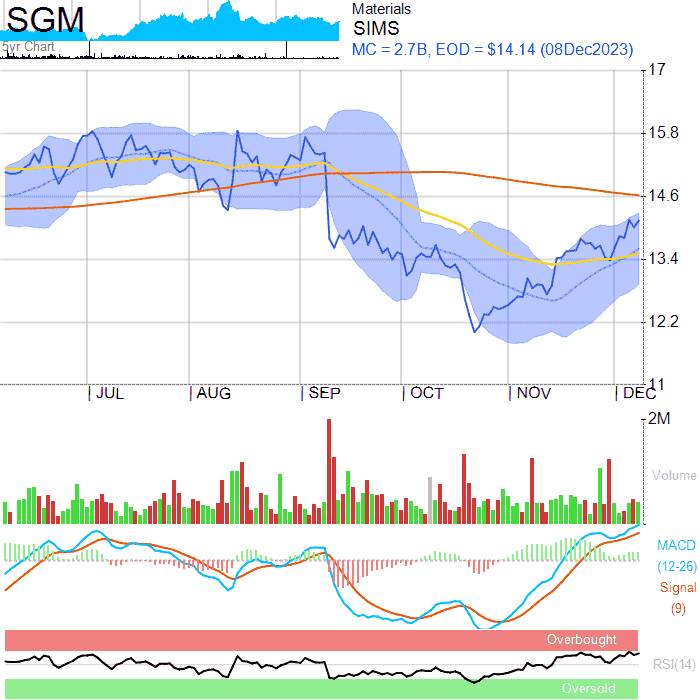 SGM
5yr Chart
Materials
SIMS
MC = 2.7B, EOD = $14.14 (08Dec2023)
17
15.8
14.6
13.4
12.2
11
JUL AUG SEP OCT NOV DEC
2M
Volume
MACD
(12-26)
Signal
(9)
Overbought
RSI(14)
Oversold